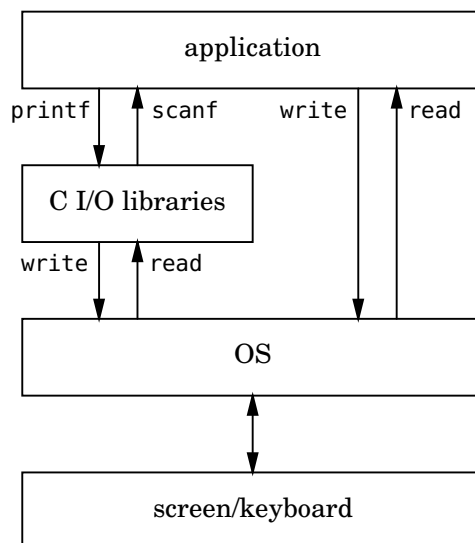 application
printf scanf write read
C I/O libraries
write read
OS
screen/keyboard